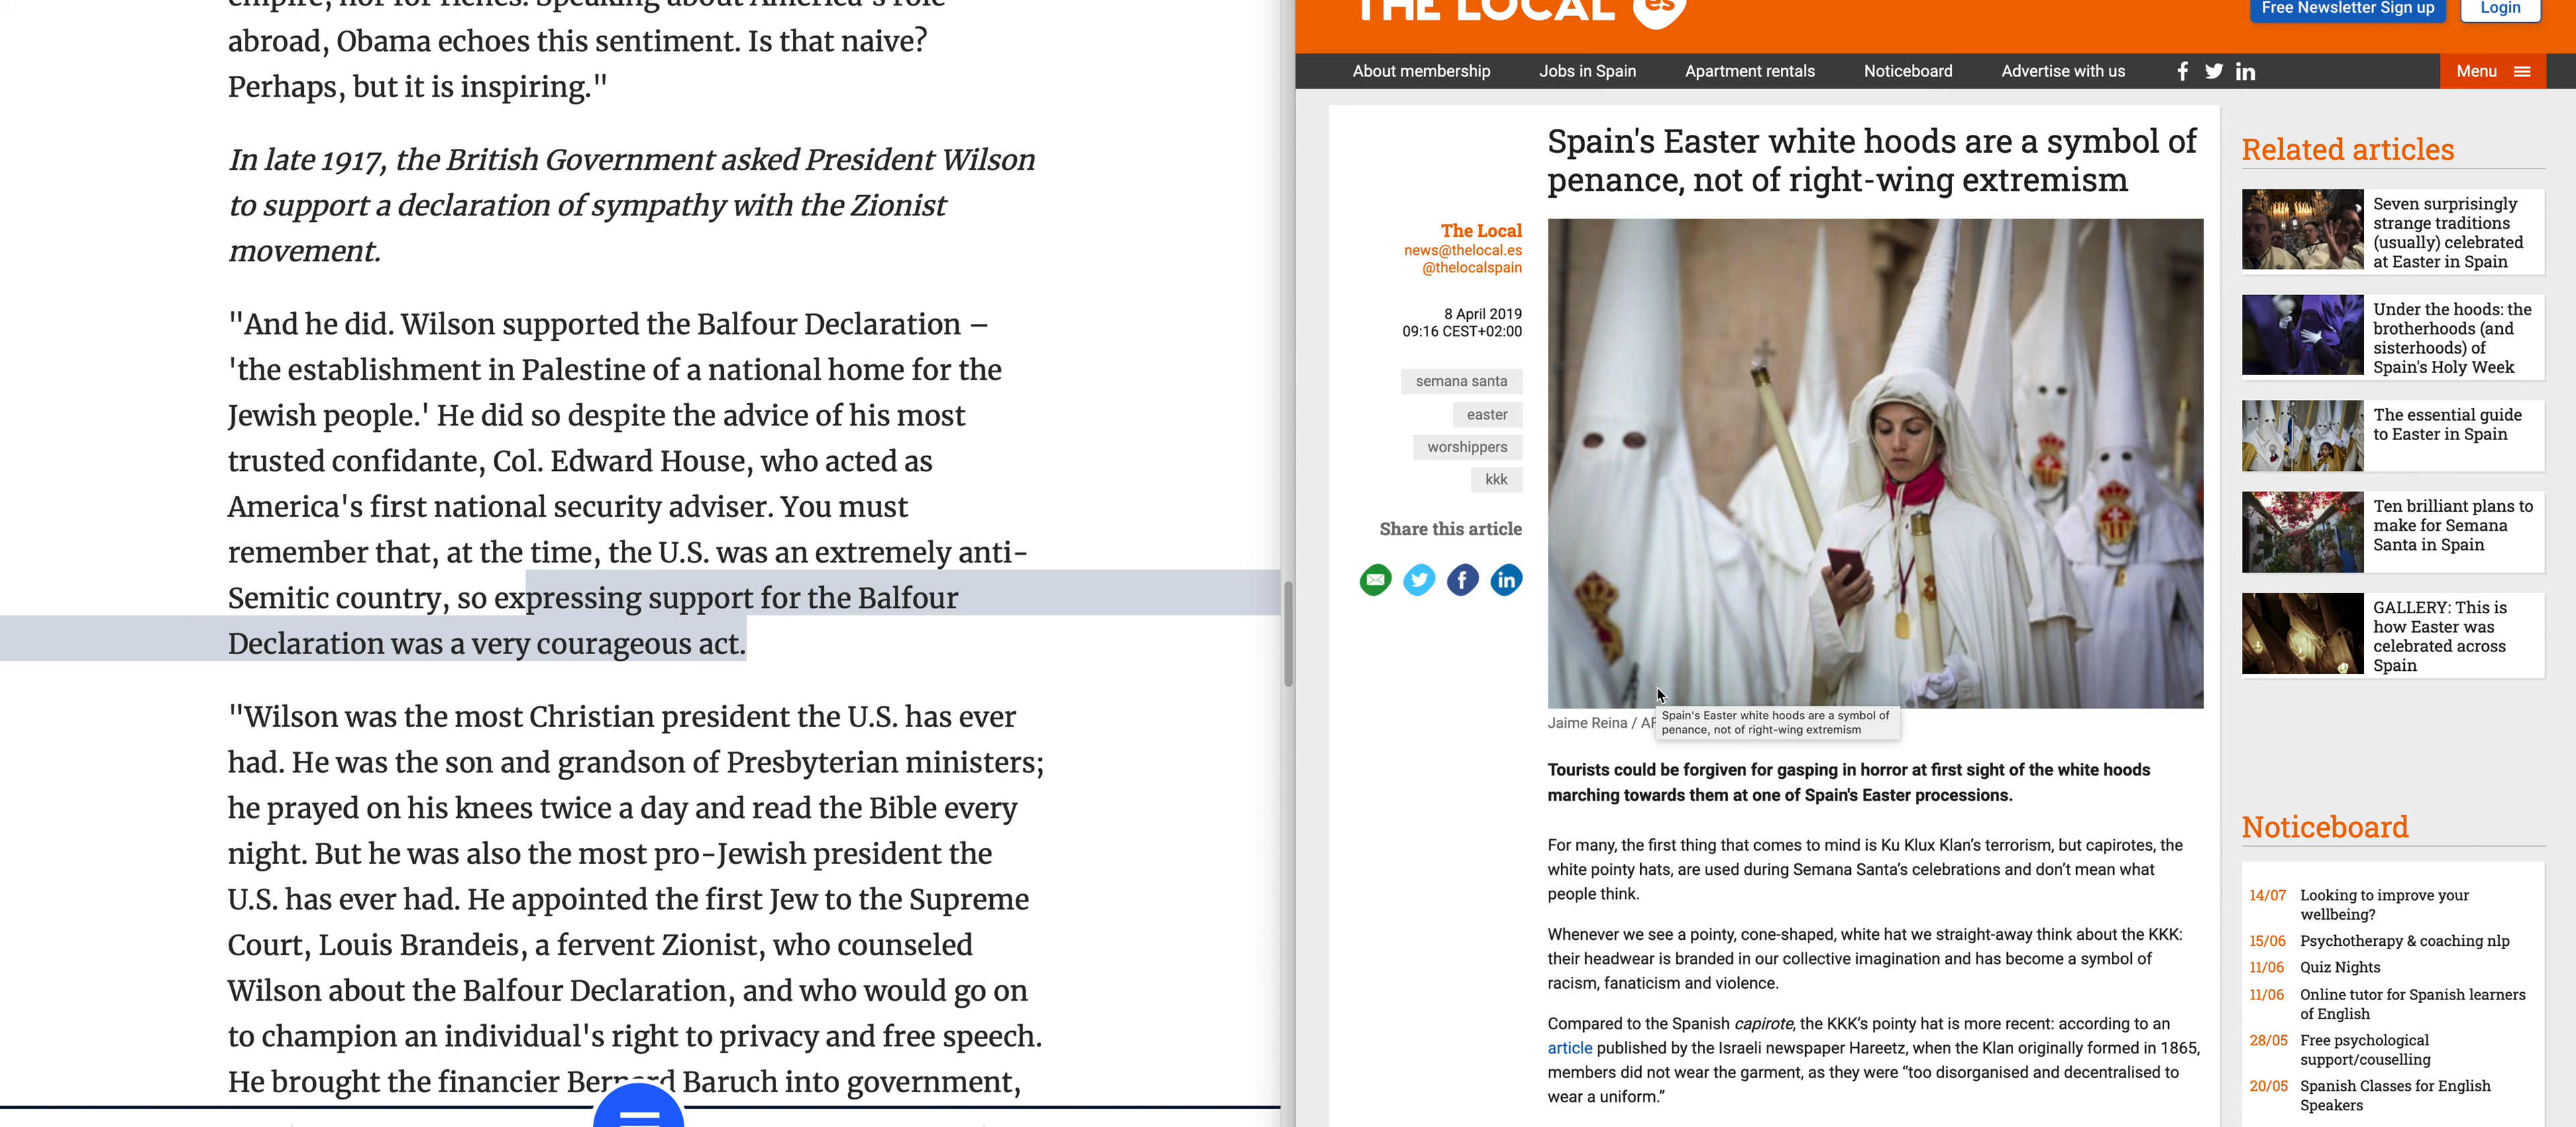 empire, nor for riches. Speaking about America's role
abroad, Obama echoes this sentiment. Is that naive?
Perhaps, but it is inspiring."
In late 1917, the British Government asked President Wilson
to support a declaration of sympathy with the Zionist
movement.
"And he did. Wilson supported the Balfour Declaration –
'the establishment in Palestine of a national home for the
Jewish people.' He did so despite the advice of his most
trusted confidante, Col. Edward House, who acted as
America's first national security adviser. You must
remember that, at the time, the U.S. was an extremely anti-
Semitic country, so expressing support for the Balfour
Declaration was a very courageous act.
"Wilson was the most Christian president the U.S. has ever
had. He was the son and grandson of Presbyterian ministers;
he prayed on his knees twice a day and read the Bible every
night. But he was also the most pro-Jewish president the
U.S. has ever had. He appointed the first Jew to the Supreme
Court, Louis Brandeis, a fervent Zionist, who counseled
Wilson about the Balfour Declaration, and who would go on
to champion an individual's right to privacy and free speech.
He brought the financier Bernard Baruch into government,
THE LOCAL es
Free Newsletter Sign up
Login
About membership
Jobs in Spain
Apartment rentals
Noticeboard
Advertise with us
Menu
Spain's Easter white hoods are a symbol of
penance, not of right-wing extremism
The Local
news@thelocal.es
@thelocalspain
8 April 2019
09:16 CEST+02:00
semana santa
easter
worshippers
kkk
Share this article
Jaime Reina / AF
Spain's Easter white hoods are a symbol of
penance, not of right-wing extremism
Tourists could be forgiven for gasping in horror at first sight of the white hoods
marching towards them at one of Spain's Easter processions.
For many, the first thing that comes to mind is Ku Klux Klan's terrorism, but capirotes, the
white pointy hats, are used during Semana Santa's celebrations and don't mean what
people think.
Whenever we see a pointy, cone-shaped, white hat we straight-away think about the KKK:
their headwear is branded in our collective imagination and has become a symbol of
racism, fanaticism and violence.
Compared to the Spanish capirote, the KKK's pointy hat is more recent: according to an
article published by the Israeli newspaper Hareetz, when the Klan originally formed in 1865,
members did not wear the garment, as they were “too disorganised and decentralised to
wear a uniform.”
Related articles
Seven surprisingly
strange traditions
(usually) celebrated
at Easter in Spain
Under the hoods: the
brotherhoods (and
sisterhoods) of
Spain's Holy Week
The essential guide
to Easter in Spain
Ten brilliant plans to
make for Semana
Santa in Spain
GALLERY: This is
how Easter was
celebrated across
Spain
Noticeboard
14/07 Looking to improve your
wellbeing?
15/06 Psychotherapy & coaching nlp
11/06 Quiz Nights
11/06 Online tutor for Spanish learners
of English
28/05 Free psychological
support/couselling
20/05 Spanish Classes for English
Speakers